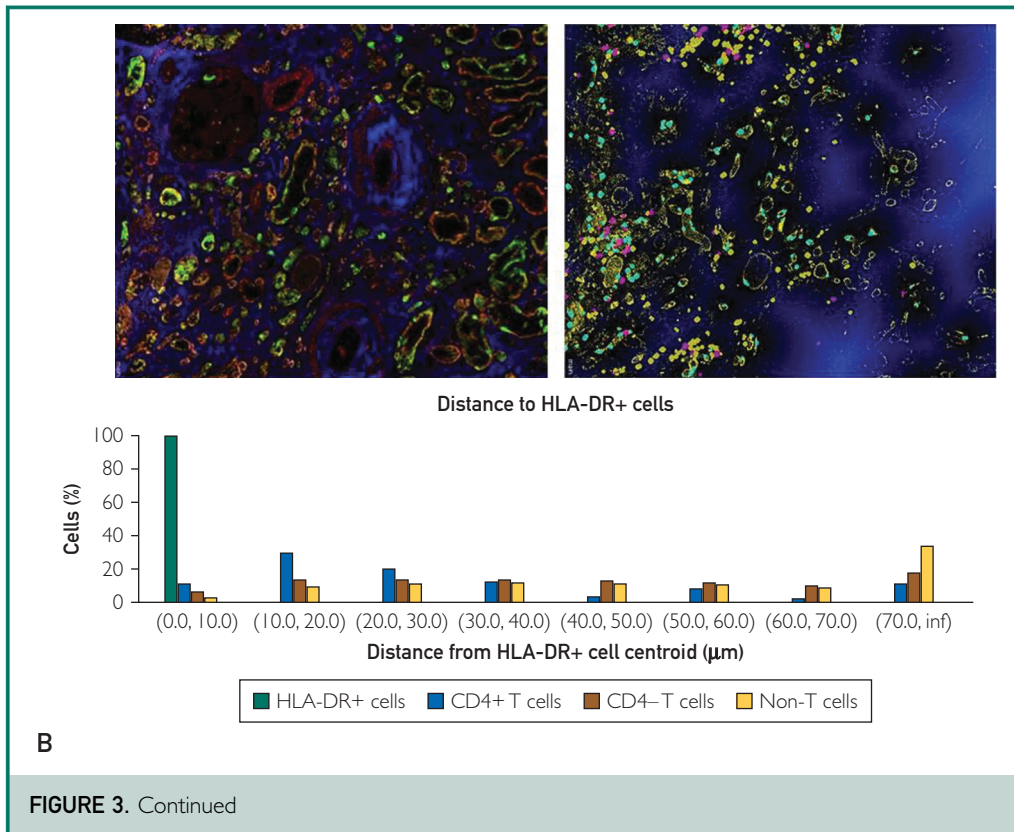 Distance to HLA-DR+ cells
100
80
60
40
20
0
Cells (%)
(0.0, 10.0) (10.0, 20.0) (20.0, 30.0) (30.0, 40.0) (40.0, 50.0) (50.0, 60.0) (60.0, 70.0) (70.0, inf)
Distance from HLA-DR+ cell centroid (μm)
HLA-DR+ cells CD4+ T cells CD4– T cells Non-T cells
B
FIGURE 3. Continued